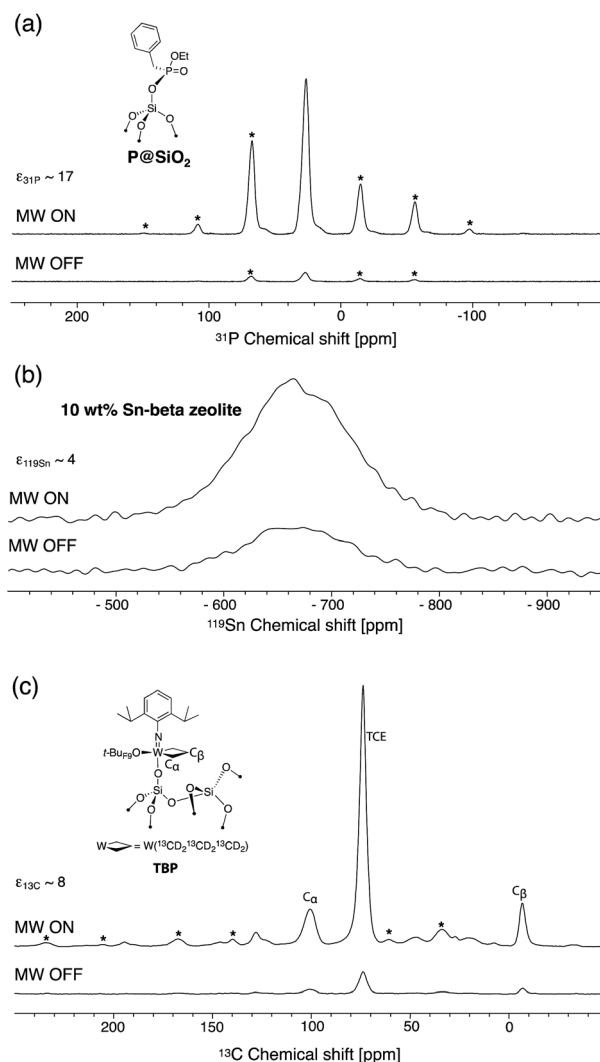 (a)
OEt
P=O
O
Si
O O O
P@SiO₂
ε₃₁P ~ 17
MW ON
* * * * * *
MW OFF
* * *
200 100 0 -100
³¹P Chemical shift [ppm]
(b)
10 wt% Sn-beta zeolite
ε₁₁₉Sn ~ 4
MW ON
MW OFF
- 500 - 600 - 700 - 800 - 900
¹¹⁹Sn Chemical shift [ppm]
(c)
N
t-BuF9O W Cβ
Cα
O O
Si O Si
O O O O
W = W(¹³CD₂¹³CD₂¹³CD₂)
TBP
TCE
ε₁₃C ~ 8
Cα Cβ
MW ON
* * * * * *
MW OFF
200 150 100 50 0
¹³C Chemical shift [ppm]